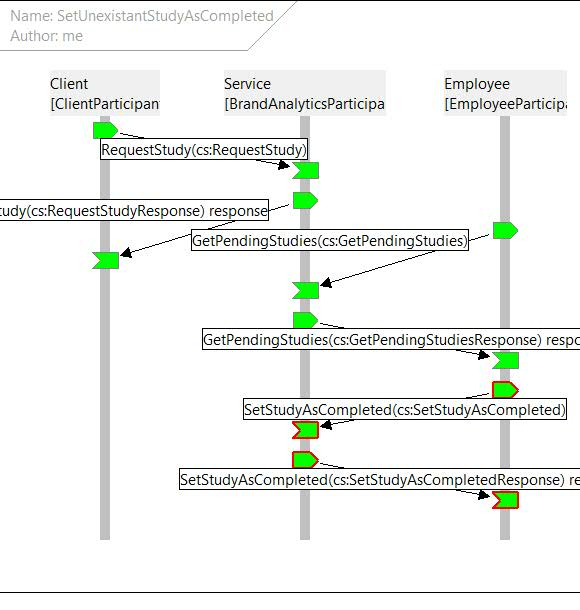 Name: SetUnexistantStudyAsCompleted
Author: me
Client
[ClientParticipan
Service
[BrandAnalyticsParticipa
Employee
[EmployeeParticipa
RequestStudy(cs:RequestStudy)
tudy(cs:RequestStudyResponse) response
GetPendingStudies(cs:GetPendingStudies)
GetPendingStudies(cs:GetPendingStudiesResponse) respo
SetStudyAsCompleted(cs:SetStudyAsCompleted)
SetStudyAsCompleted(cs:SetStudyAsCompletedResponse) re